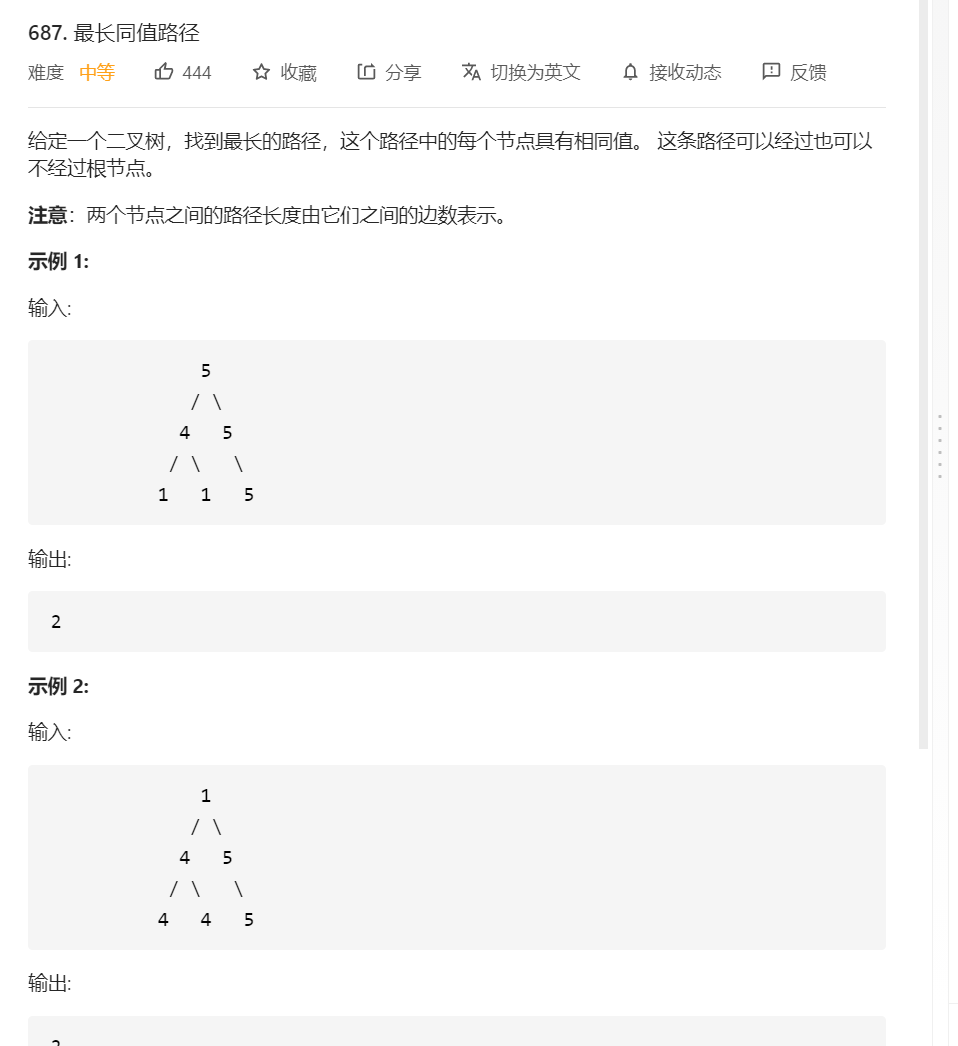 687. 最长同值路径
难度 中等 444 收藏 分享 切换为英文 接收动态 反馈
给定一个二叉树，找到最长的路径，这个路径中的每个节点具有相同值。 这条路径可以经过也可以
不经过根节点。
注意：两个节点之间的路径长度由它们之间的边数表示。
示例 1:
输入:
5
/ \
4 5
/ \ \
1 1 5
输出:
2
示例 2:
输入:
1
/ \
4 5
/ \ \
4 4 5
输出: